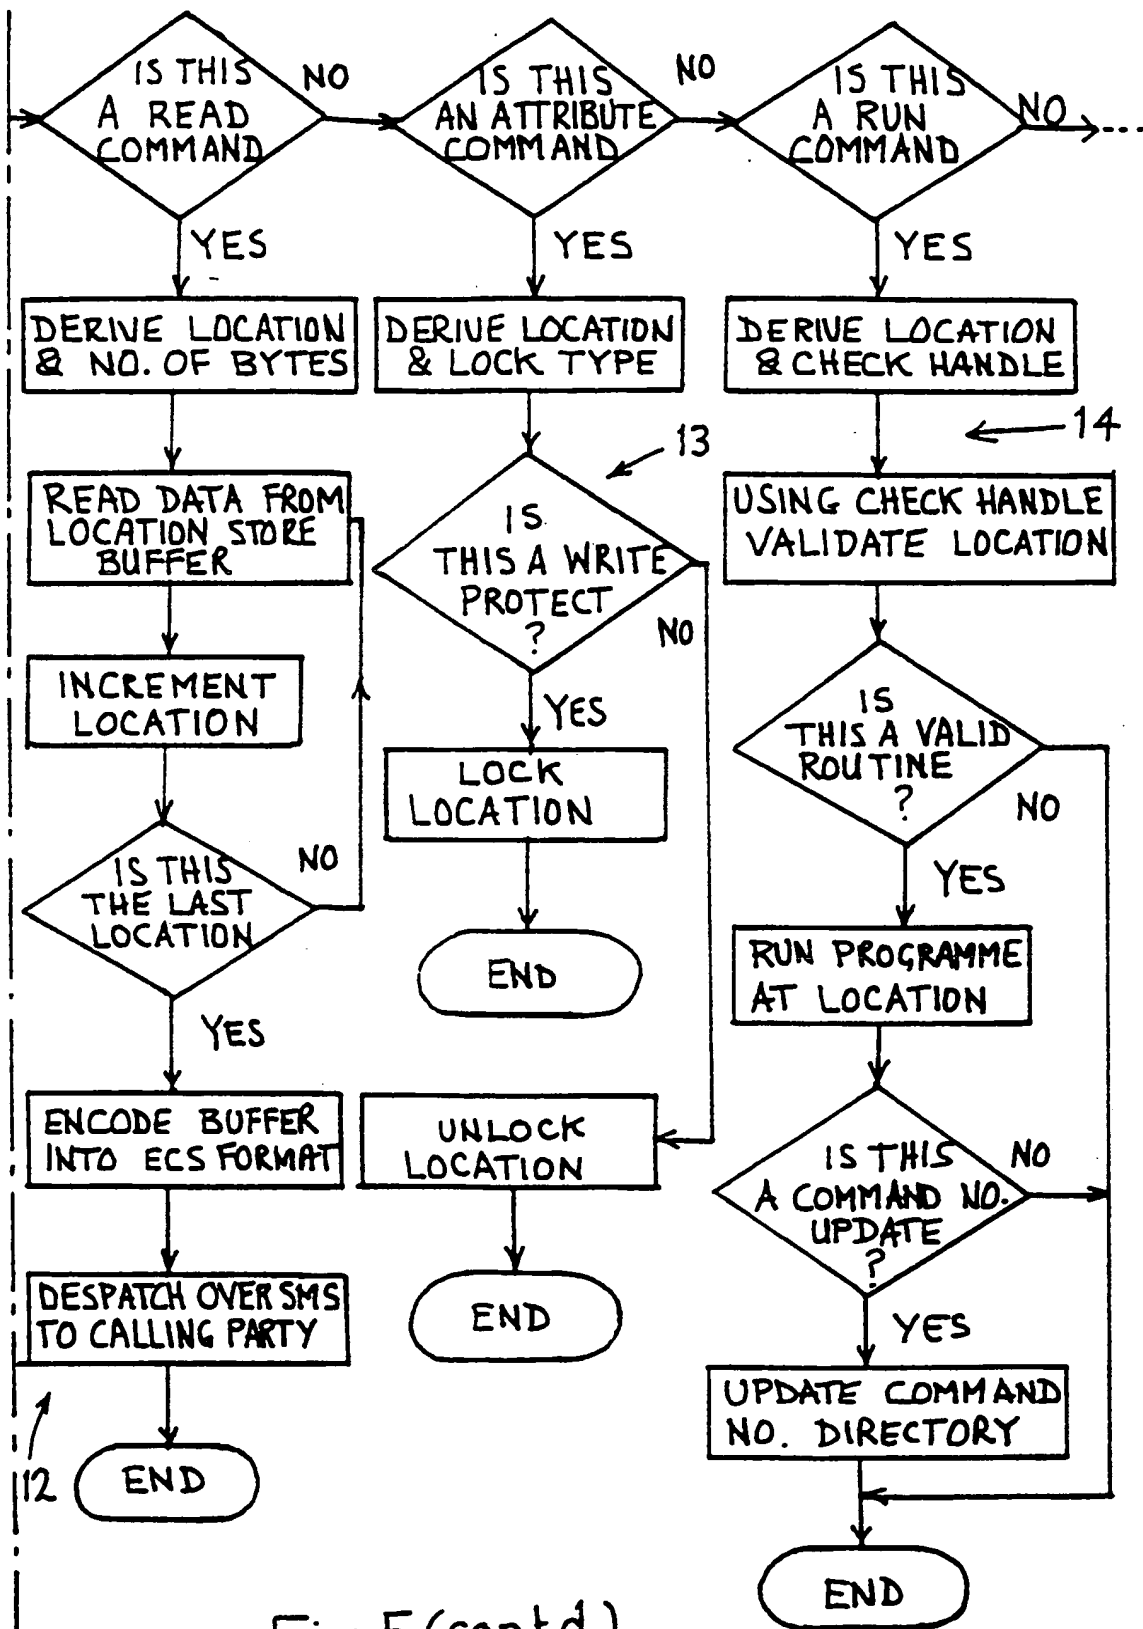 IS THIS
A READ
COMMAND
NO
YES
DERIVE LOCATION
& NO. OF BYTES
READ DATA FROM
LOCATION STORE
BUFFER
INCREMENT
LOCATION
IS THIS
THE LAST
LOCATION
NO
YES
ENCODE BUFFER
INTO ECS FORMAT
DESPATCH OVER SMS
TO CALLING PARTY
12
END
IS THIS
AN ATTRIBUTE
COMMAND
NO
YES
DERIVE LOCATION
& LOCK TYPE
13
IS
THIS A WRITE
PROTECT
?
NO
YES
LOCK
LOCATION
END
UNLOCK
LOCATION
END
IS THIS
A RUN
COMMAND
NO
YES
DERIVE LOCATION
& CHECK HANDLE
14
USING CHECK HANDLE
VALIDATE LOCATION
IS
THIS A VALID
ROUTINE
?
NO
YES
RUN PROGRAMME
AT LOCATION
IS THIS
A COMMAND NO.
UPDATE
?
NO
YES
UPDATE COMMAND
NO. DIRECTORY
END
Fig 5 (cont'd)